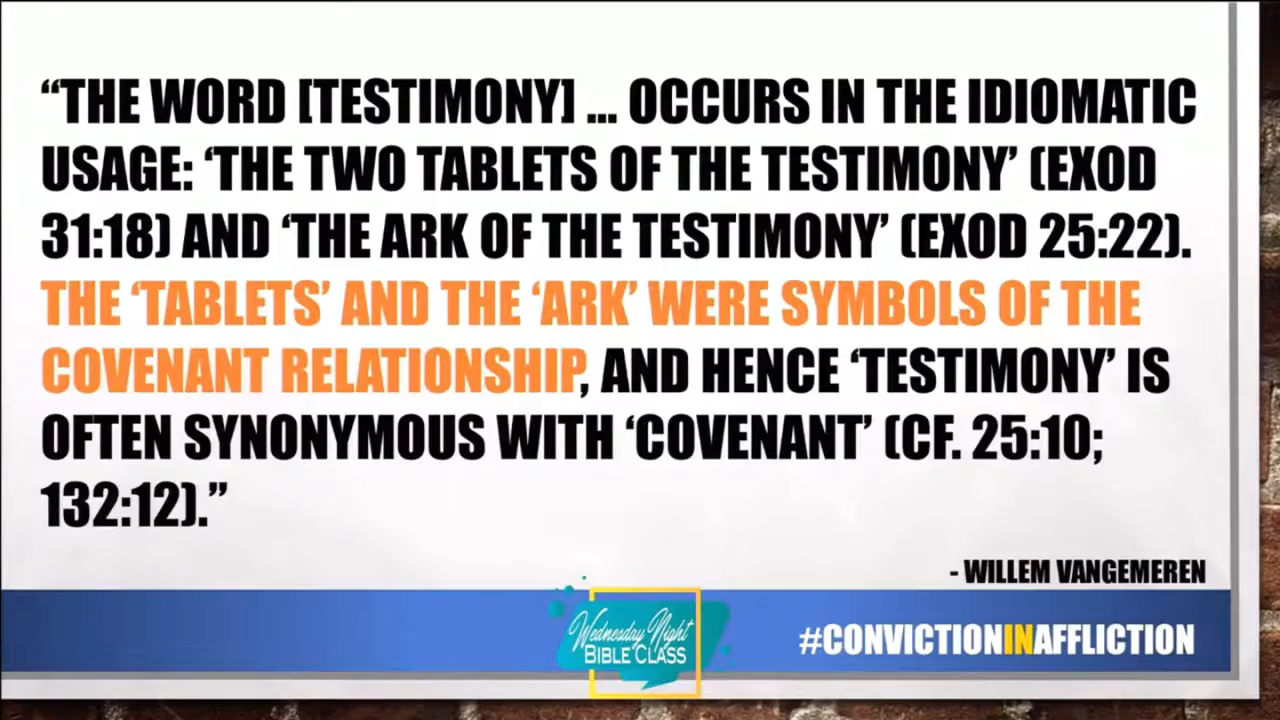 “THE WORD [TESTIMONY] ... OCCURS IN THE IDIOMATIC
USAGE: ‘THE TWO TABLETS OF THE TESTIMONY’ (EXOD
31:18) AND ‘THE ARK OF THE TESTIMONY’ (EXOD 25:22).
THE ‘TABLETS’ AND THE ‘ARK’ WERE SYMBOLS OF THE
COVENANT RELATIONSHIP, AND HENCE ‘TESTIMONY’ IS
OFTEN SYNONYMOUS WITH ‘COVENANT’ (CF. 25:10;
132:12).”
- WILLEM VANGEMEREN
Wednesday Night
BIBLE CLASS
#CONVICTIONINAFFLICTION